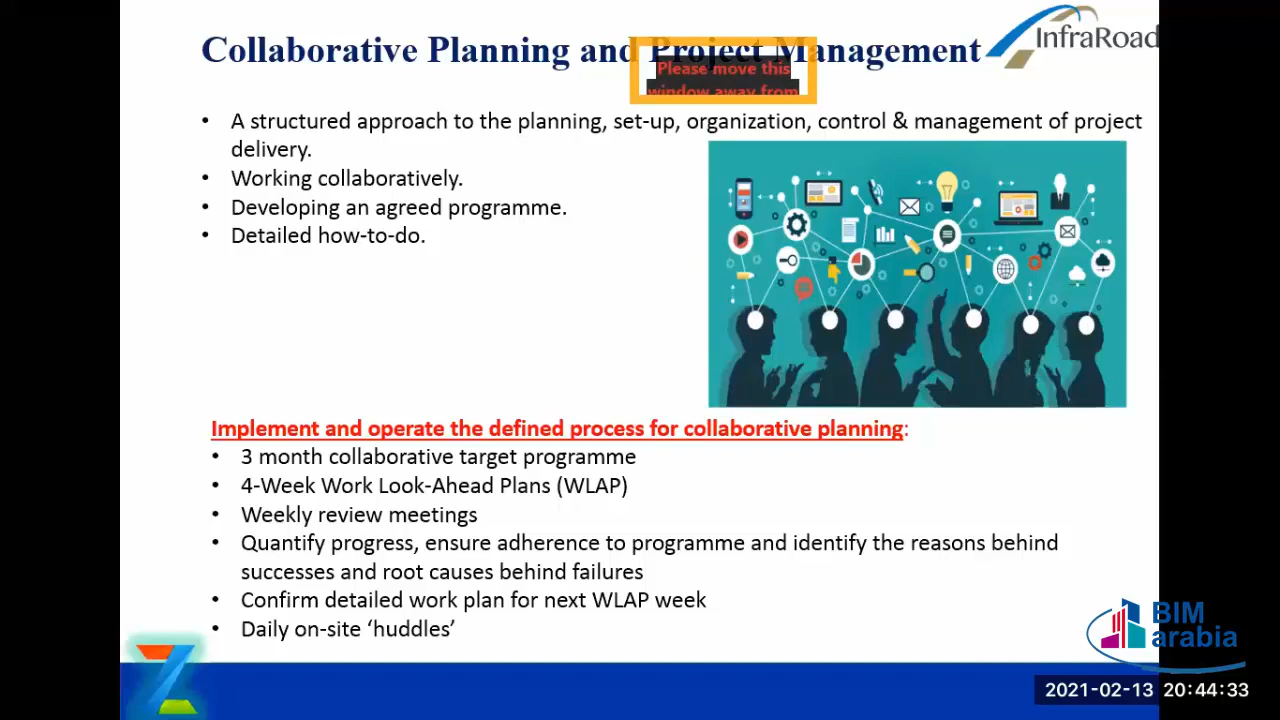 Collaborative Planning and Project Management
InfraRoad
Please move this
window away from
• A structured approach to the planning, set-up, organization, control & management of project
delivery.
• Working collaboratively.
• Developing an agreed programme.
• Detailed how-to-do.
Implement and operate the defined process for collaborative planning:
• 3 month collaborative target programme
• 4-Week Work Look-Ahead Plans (WLAP)
• Weekly review meetings
• Quantify progress, ensure adherence to programme and identify the reasons behind
successes and root causes behind failures
• Confirm detailed work plan for next WLAP week
• Daily on-site ‘huddles’
BIM
arabia
2021-02-13 20:44:33